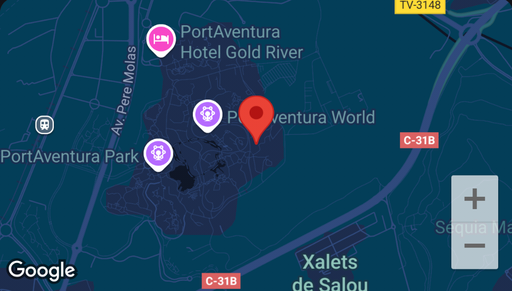 TV-3148
PortAventura
Hotel Gold River
Av. Pere Molas
PortAventura World
C-31B
PortAventura Park
+
Séquia Ma
−
Xalets
de Salou
Google
C-31B